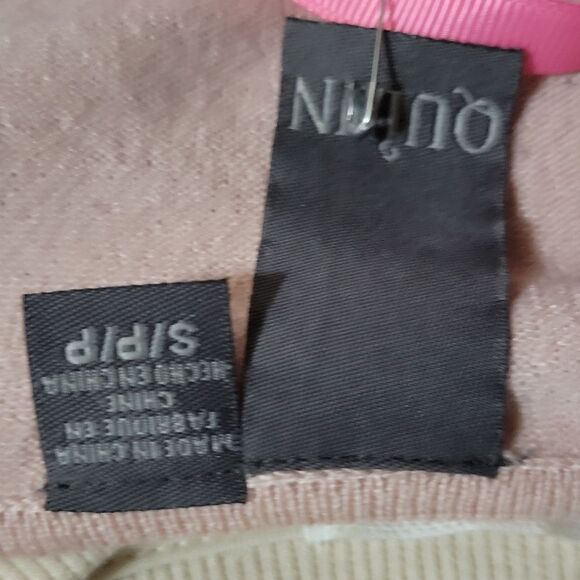 QUINN
MADE IN CHINA
FABRIQUE EN
CHINE
HECHO EN CHINA
S/P/P